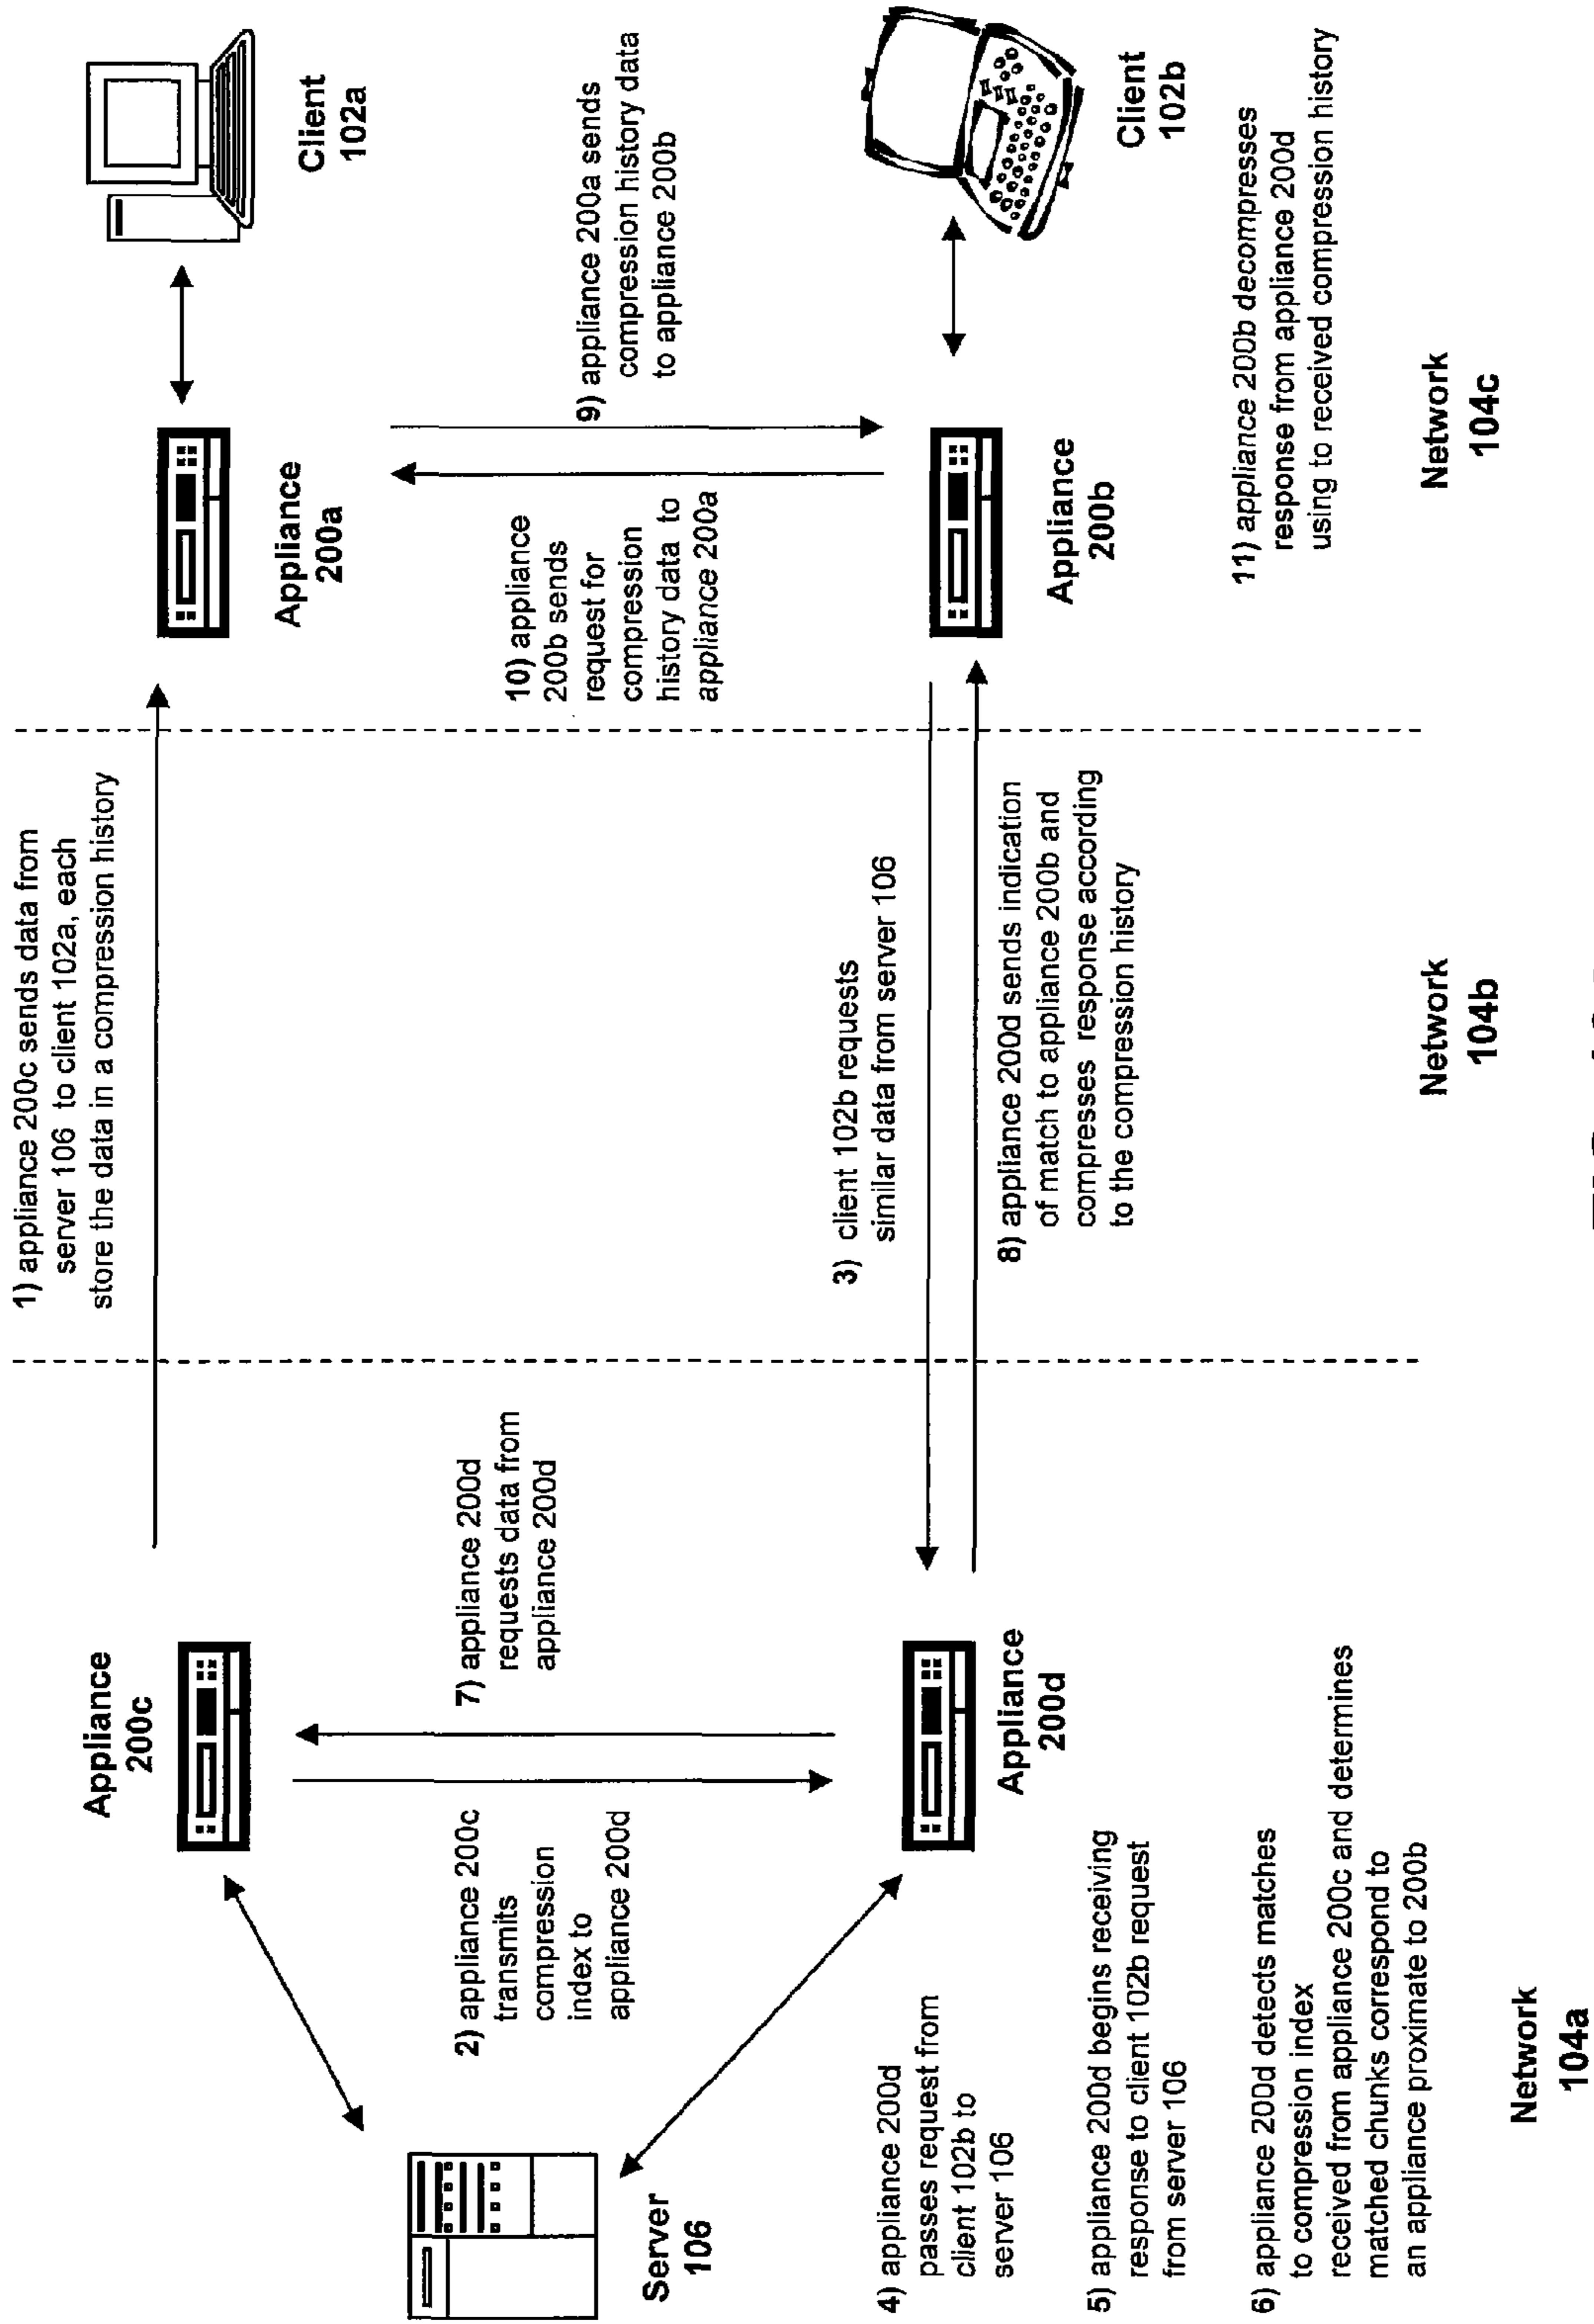 1) appliance 200c sends data from
server 106 to client 102a, each
store the data in a compression history
Appliance
200c
Appliance
200a
Client
102a
2) appliance 200c
transmits
compression
index to
appliance 200d
7) appliance 200d
requests data from
appliance 200d
10) appliance
200b sends
request for
compression
history data to
appliance 200a
9) appliance 200a sends
compression history data
to appliance 200b
Server
106
3) client 102b requests
similar data from server 106
4) appliance 200d
passes request from
client 102b to
server 106
Appliance
200d
8) appliance 200d sends indication
of match to appliance 200b and
compresses response according
to the compression history
Appliance
200b
Client
102b
5) appliance 200d begins receiving
response to client 102b request
from server 106
6) appliance 200d detects matches
to compression index
received from appliance 200c and determines
matched chunks correspond to
an appliance proximate to 200b
11) appliance 200b decompresses
response from appliance 200d
using to received compression history
Network
104a
Network
104b
Network
104c